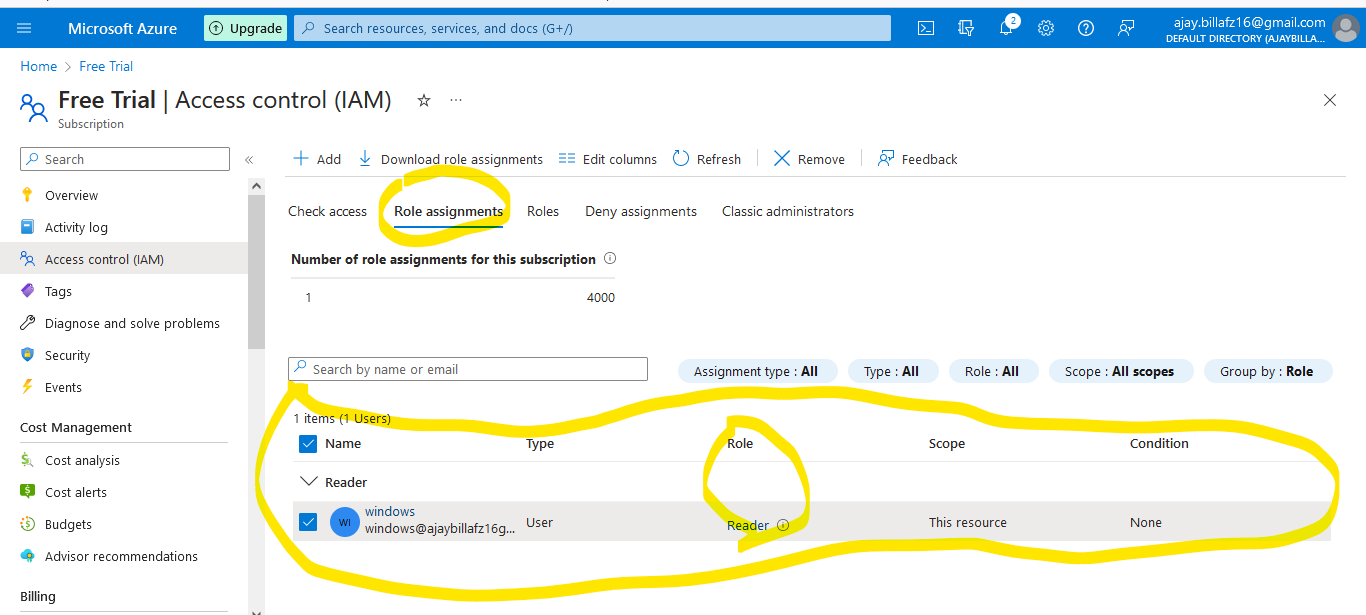 Microsoft Azure Upgrade Search resources, services, and docs (G+/) 2 ajay.billafz16@gmail.com
DEFAULT DIRECTORY (AJAYBILLA...
Home > Free Trial
Free Trial | Access control (IAM) ☆ ...
Subscription
Search «
Overview
Activity log
Access control (IAM)
Tags
Diagnose and solve problems
Security
Events
Cost Management
Cost analysis
Cost alerts
Budgets
Advisor recommendations
Billing
Add Download role assignments Edit columns Refresh Remove Feedback
Check access Role assignments Roles Deny assignments Classic administrators
Number of role assignments for this subscription
1 4000
Search by name or email Assignment type : All Type : All Role : All Scope : All scopes Group by : Role
1 items (1 Users)
Name Type Role Scope Condition
Reader
WI windows
windows@ajaybillafz16g... User Reader This resource None